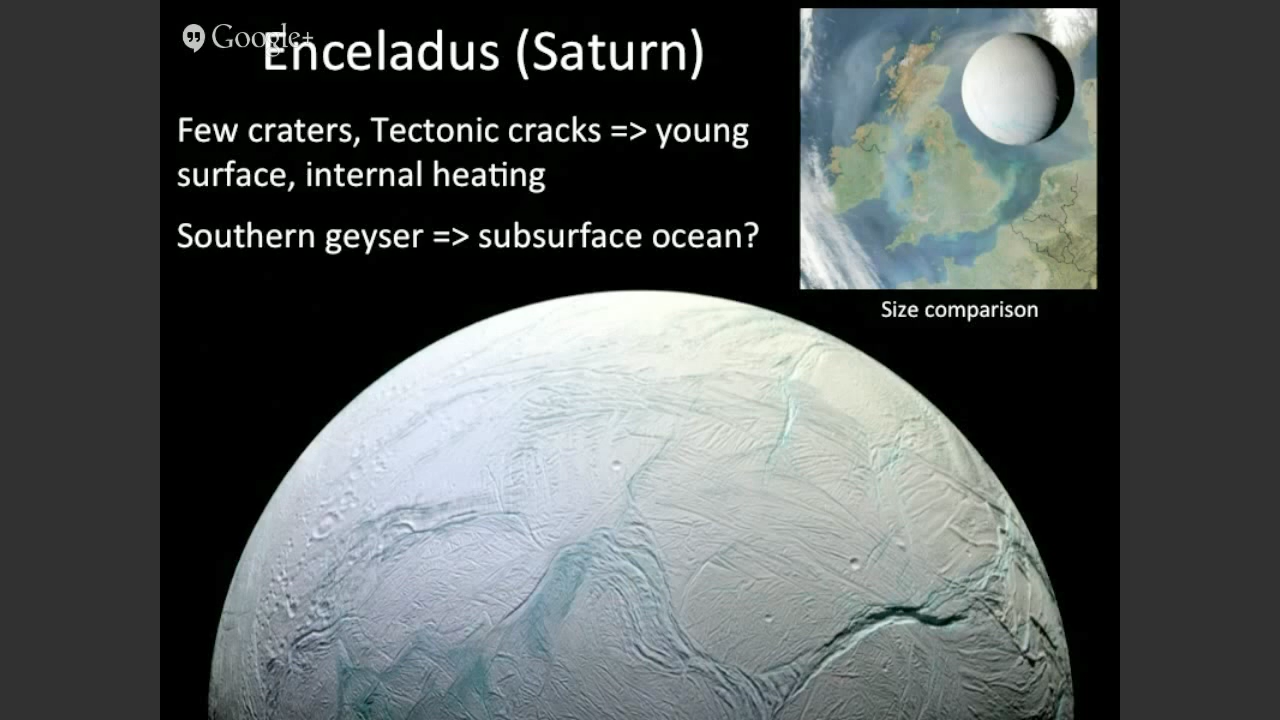 Google+
Enceladus (Saturn)
Few craters, Tectonic cracks => young
surface, internal heating
Southern geyser => subsurface ocean?
Size comparison